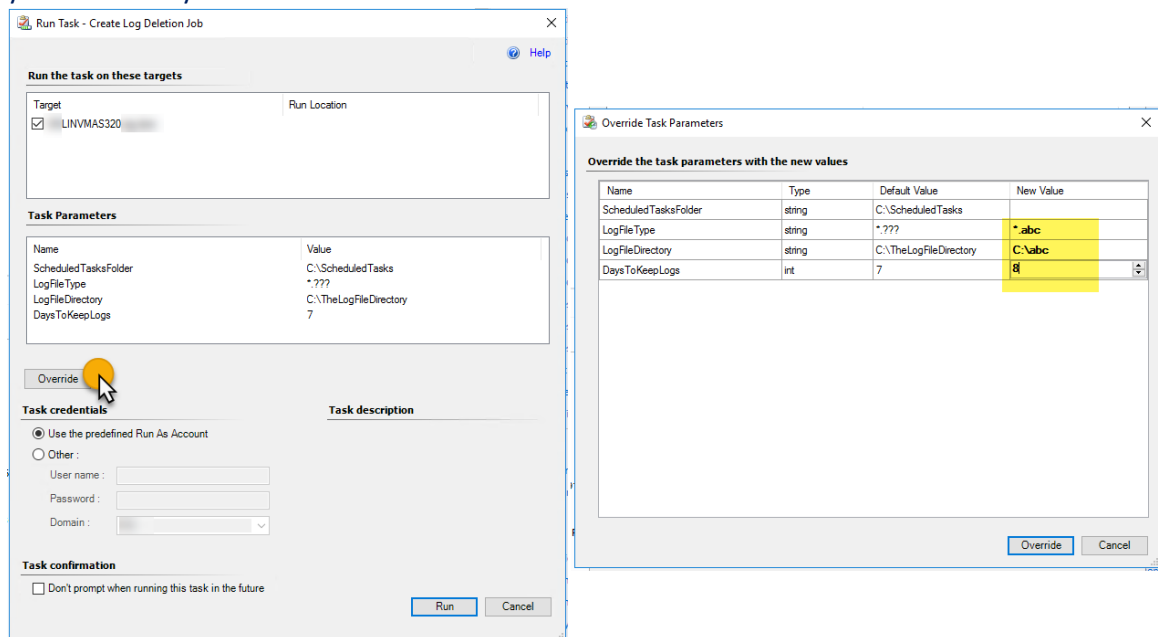 Run Task - Create Log Deletion Job
Help
Run the task on these targets
Target Run Location
LINVMAS320
Task Parameters
Name Value
ScheduledTasksFolder C:\ScheduledTasks
LogFileType *.???
LogFileDirectory C:\TheLogFileDirectory
DaysToKeepLogs 7
Override
Task credentials Task description
Use the predefined Run As Account
Other :
User name :
Password :
Domain :
Task confirmation
Don't prompt when running this task in the future
Run Cancel
Override Task Parameters
Override the task parameters with the new values
Name Type Default Value New Value
ScheduledTasksFolder string C:\ScheduledTasks
LogFileType string *.??? *.abc
LogFileDirectory string C:\TheLogFileDirectory C:\abc
DaysToKeepLogs int 7 8
Override Cancel